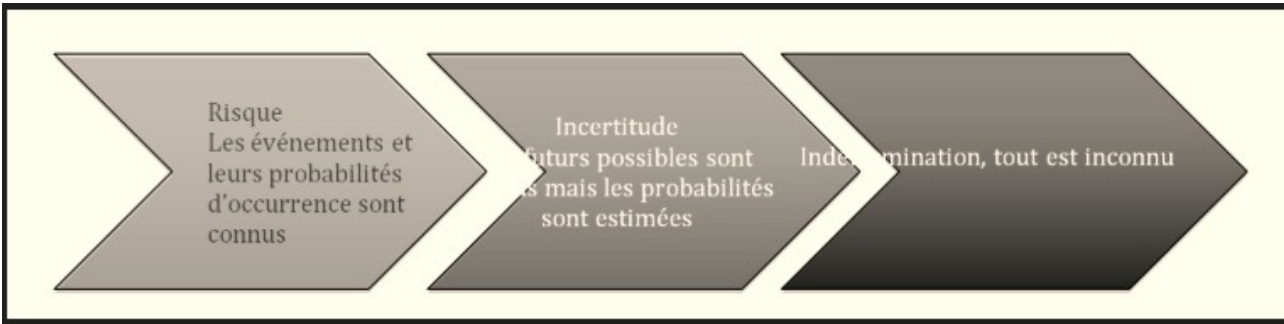 Risque
Les événements et
leurs probabilités
d'occurrence sont
connus
Incertitude
futurs possibles sont
mais les probabilités
sont estimées
Indétermination, tout est inconnu